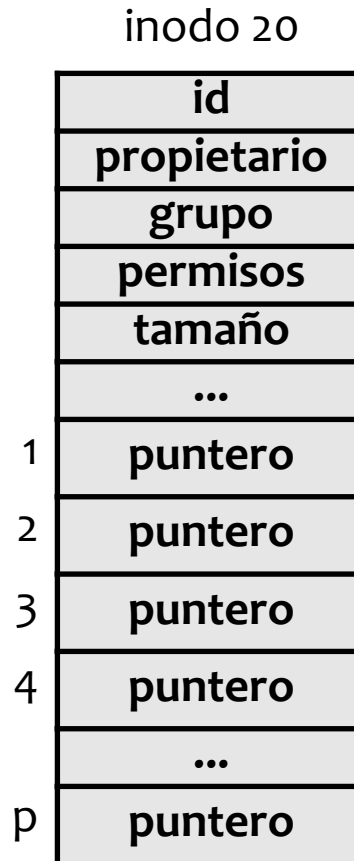 inodo 20
id
propietario
grupo
permisos
tamaño
...
1 puntero
2 puntero
3 puntero
4 puntero
...
p puntero